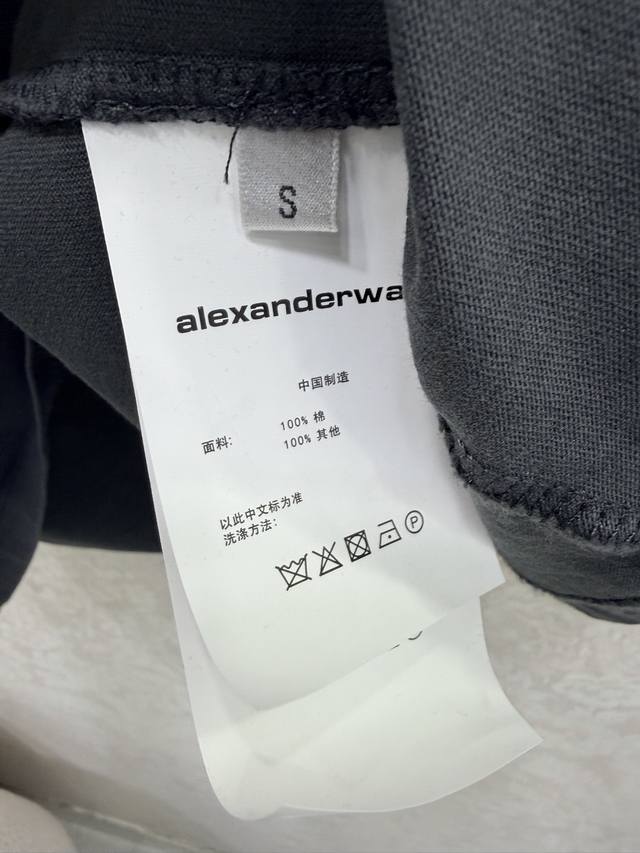 S
alexanderwa
中国制造
面料: 100% 棉
100% 其他
以此中文标为准
洗涤方法:
P